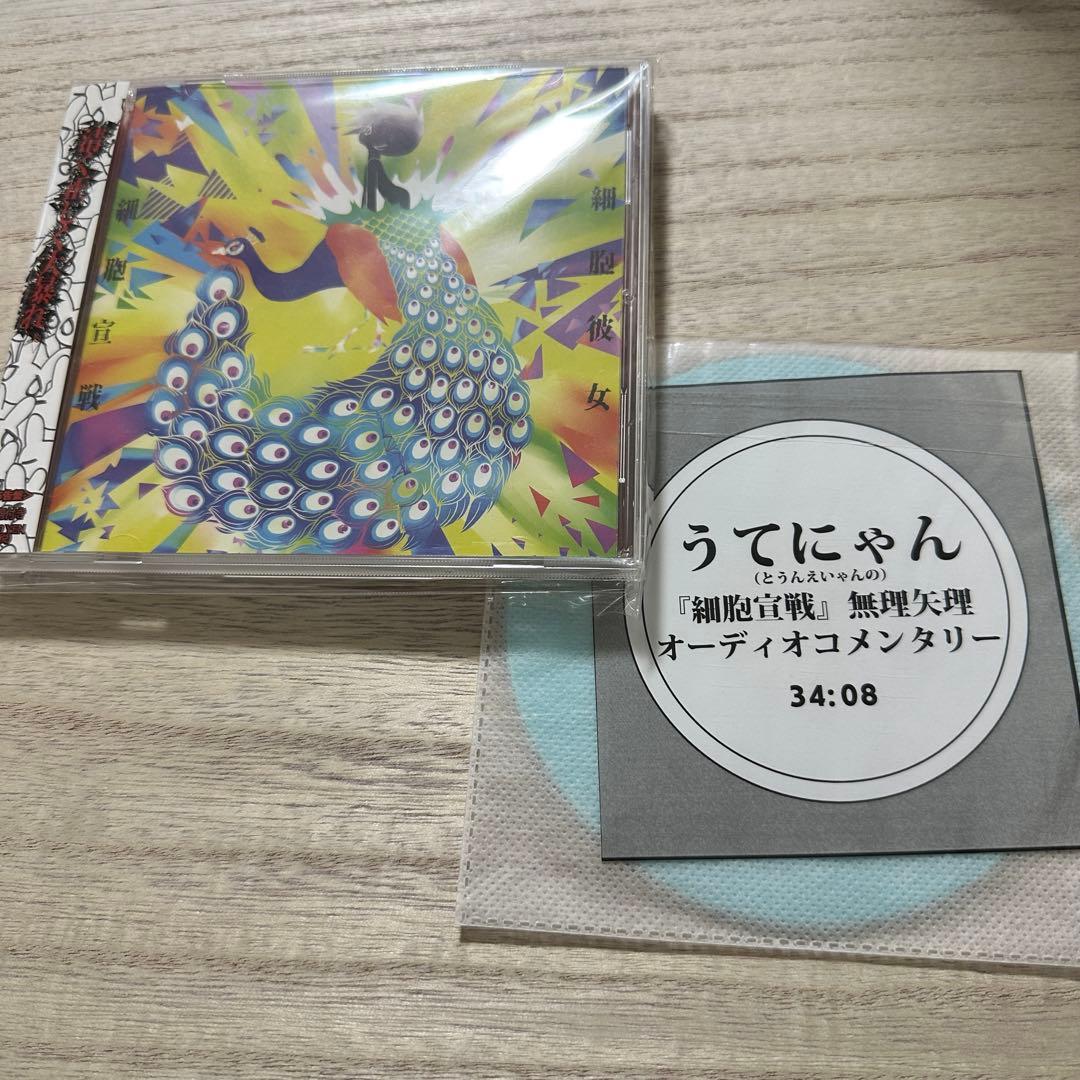 細胞彼女
細胞宣戦
うてにゃん
(とうんえいゃんの)
『細胞宣戦』無理矢理
オーディオコメンタリー
34:08